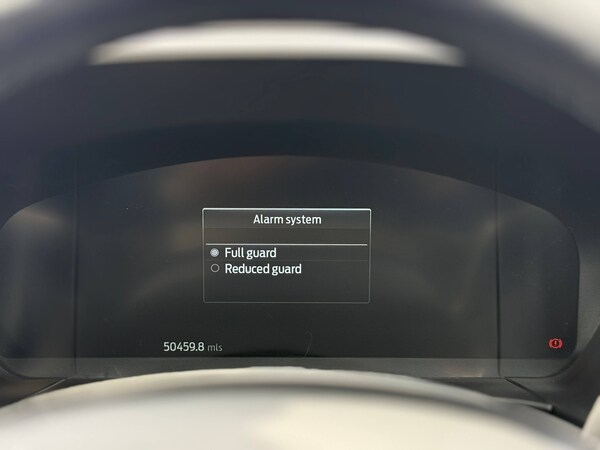 Alarm system
Full guard
Reduced guard
50459.8 mls